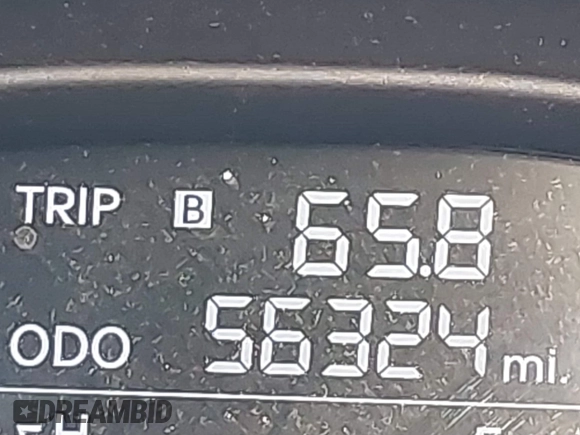 TRIP B 65.8
ODO 56324 mi.
DREAMBID